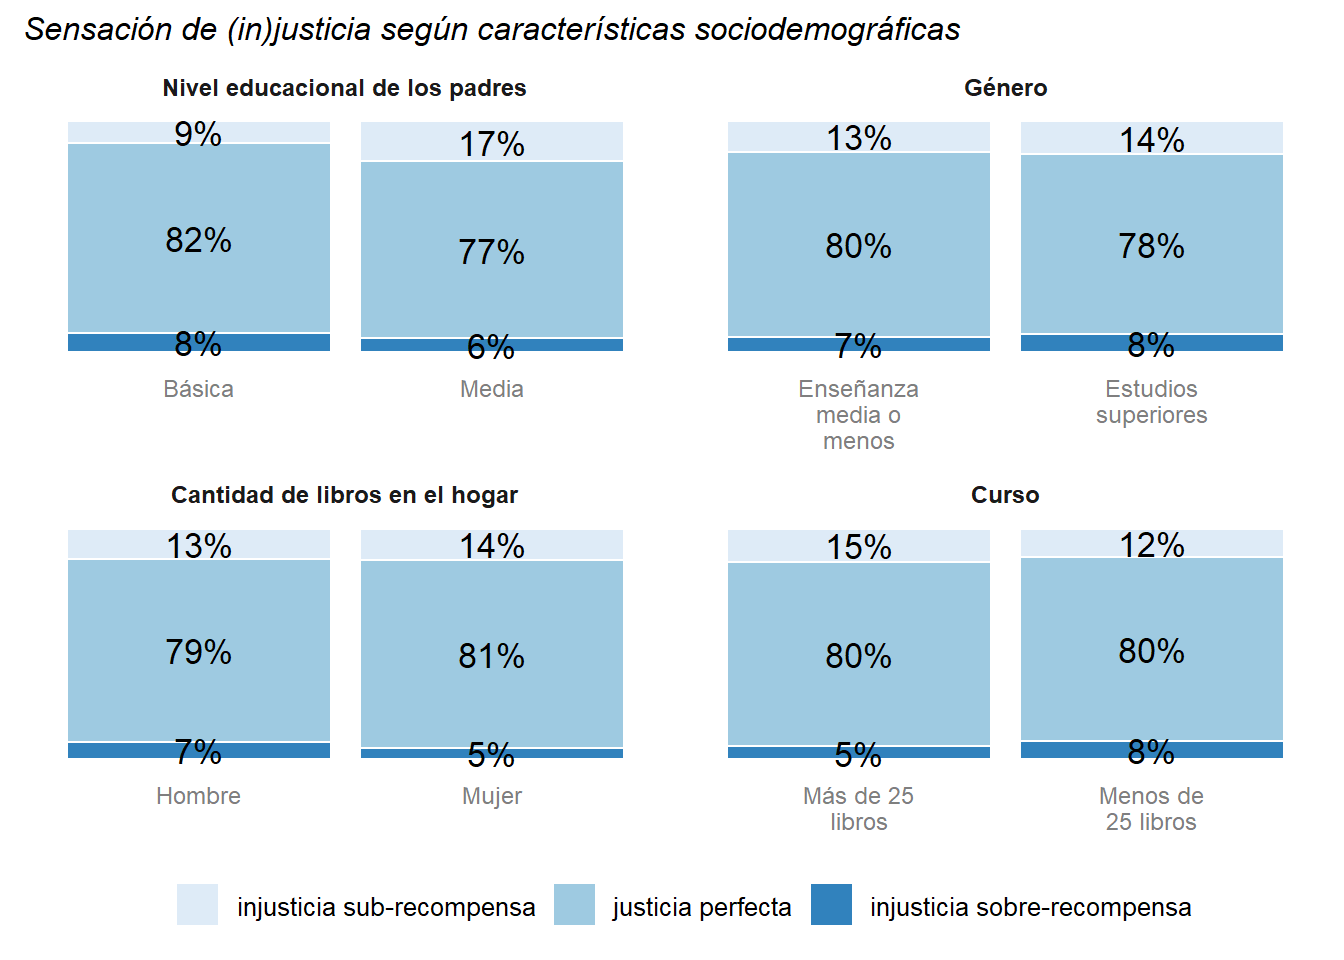 Sensación de (in)justicia según características sociodemográficas
Nivel educacional de los padres
Género
9%
17%
13%
14%
82%
77%
80%
78%
8%
6%
7%
8%
Básica
Media
Enseñanza
media o
menos
Estudios
superiores
Cantidad de libros en el hogar
Curso
13%
14%
15%
12%
79%
81%
80%
80%
7%
5%
5%
8%
Hombre
Mujer
Más de 25
libros
Menos de
25 libros
injusticia sub-recompensa
justicia perfecta
injusticia sobre-recompensa